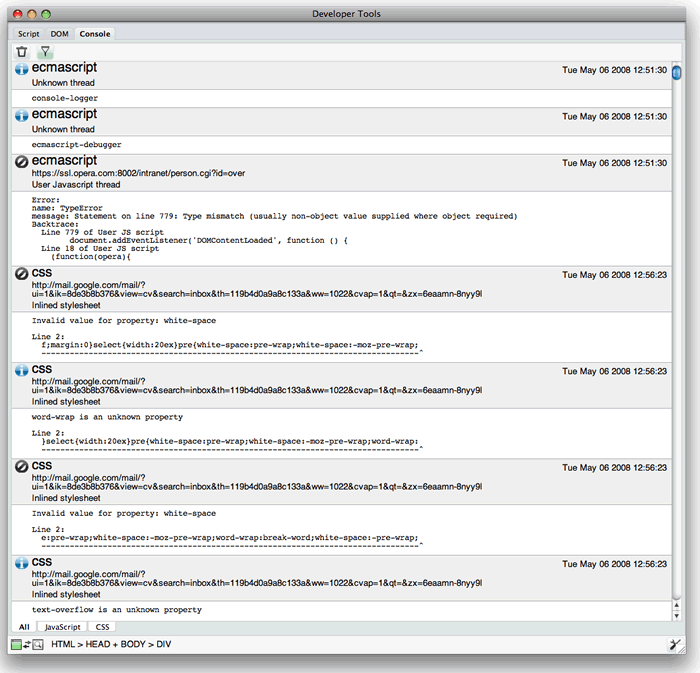 Developer Tools
Script DOM Console
ecmascript Tue May 06 2008 12:51:30
Unknown thread
console-logger
ecmascript Tue May 06 2008 12:51:30
Unknown thread
ecmascript-debugger
ecmascript Tue May 06 2008 12:51:30
https://ssl.opera.com:8002/intranet/person.cgi?id=over
User Javascript thread
Error:
name: TypeError
message: Statement on line 779: Type mismatch (usually non-object value supplied where object required)
Backtrace:
Line 779 of User JS script
document.addEventListener('DOMContentLoaded', function () {
Line 18 of User JS script
(function(opera){
CSS Tue May 06 2008 12:56:23
http://mail.google.com/mail/?
ui=1&ik=8de3b8b376&view=cv&search=inbox&th=119b4d0a9a8c133a&ww=1022&cvap=1&qt=&zx=6eaamn-8nyy9l
Inlined stylesheet
Invalid value for property: white-space
Line 2:
f;margin:0}select{width:20ex}pre{white-space:pre-wrap;white-space:-moz-pre-wrap;
--------------------------------------------------------------------------------^
CSS Tue May 06 2008 12:56:23
http://mail.google.com/mail/?
ui=1&ik=8de3b8b376&view=cv&search=inbox&th=119b4d0a9a8c133a&ww=1022&cvap=1&qt=&zx=6eaamn-8nyy9l
Inlined stylesheet
word-wrap is an unknown property
Line 2:
}select{width:20ex}pre{white-space:pre-wrap;white-space:-moz-pre-wrap;word-wrap:
--------------------------------------------------------------------------------^
CSS Tue May 06 2008 12:56:23
http://mail.google.com/mail/?
ui=1&ik=8de3b8b376&view=cv&search=inbox&th=119b4d0a9a8c133a&ww=1022&cvap=1&qt=&zx=6eaamn-8nyy9l
Inlined stylesheet
Invalid value for property: white-space
Line 2:
e:pre-wrap;white-space:-moz-pre-wrap;word-wrap:break-word;white-space:-pre-wrap;
--------------------------------------------------------------------------------^
CSS Tue May 06 2008 12:56:23
http://mail.google.com/mail/?
ui=1&ik=8de3b8b376&view=cv&search=inbox&th=119b4d0a9a8c133a&ww=1022&cvap=1&qt=&zx=6eaamn-8nyy9l
Inlined stylesheet
text-overflow is an unknown property
All JavaScript CSS
HTML > HEAD + BODY > DIV